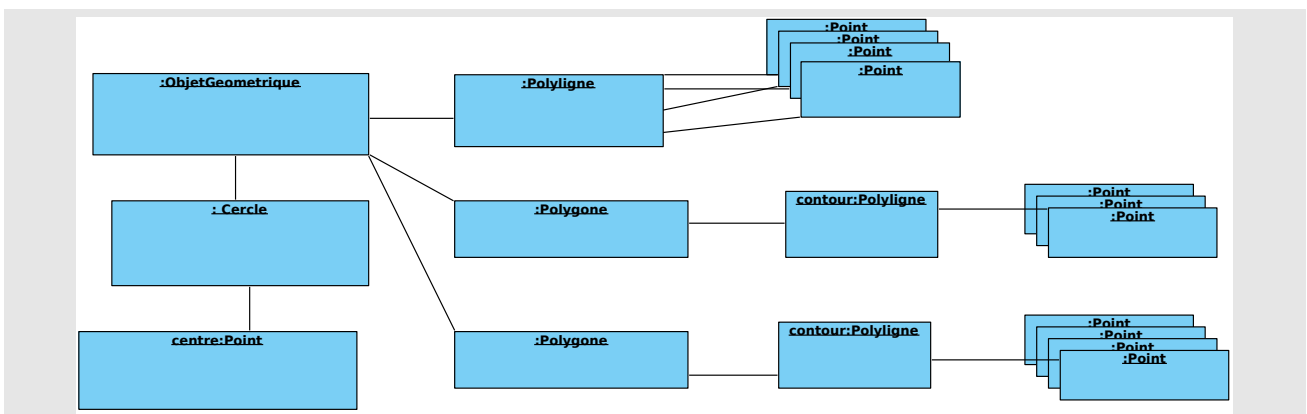 :Point
:Point
:Point
:Point
:ObjetGeometrique
:Polyligne
: Cercle
:Polygone
contour:Polyligne
:Point
:Point
:Point
centre:Point
:Polygone
contour:Polyligne
:Point
:Point
:Point
:Point